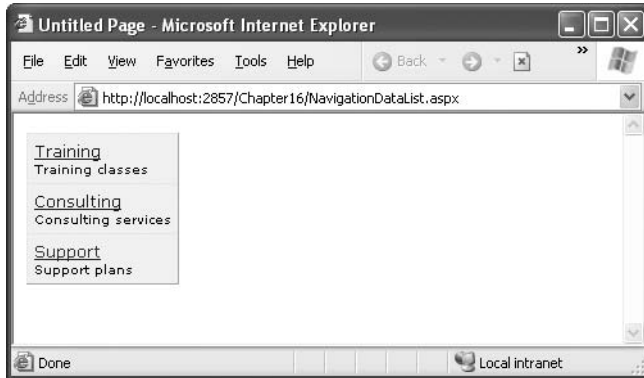 Untitled Page - Microsoft Internet Explorer
File Edit View Favorites Tools Help Back »
Address http://localhost:2857/Chapter16/NavigationDataList.aspx
Training
Training classes
Consulting
Consulting services
Support
Support plans
Done Local intranet